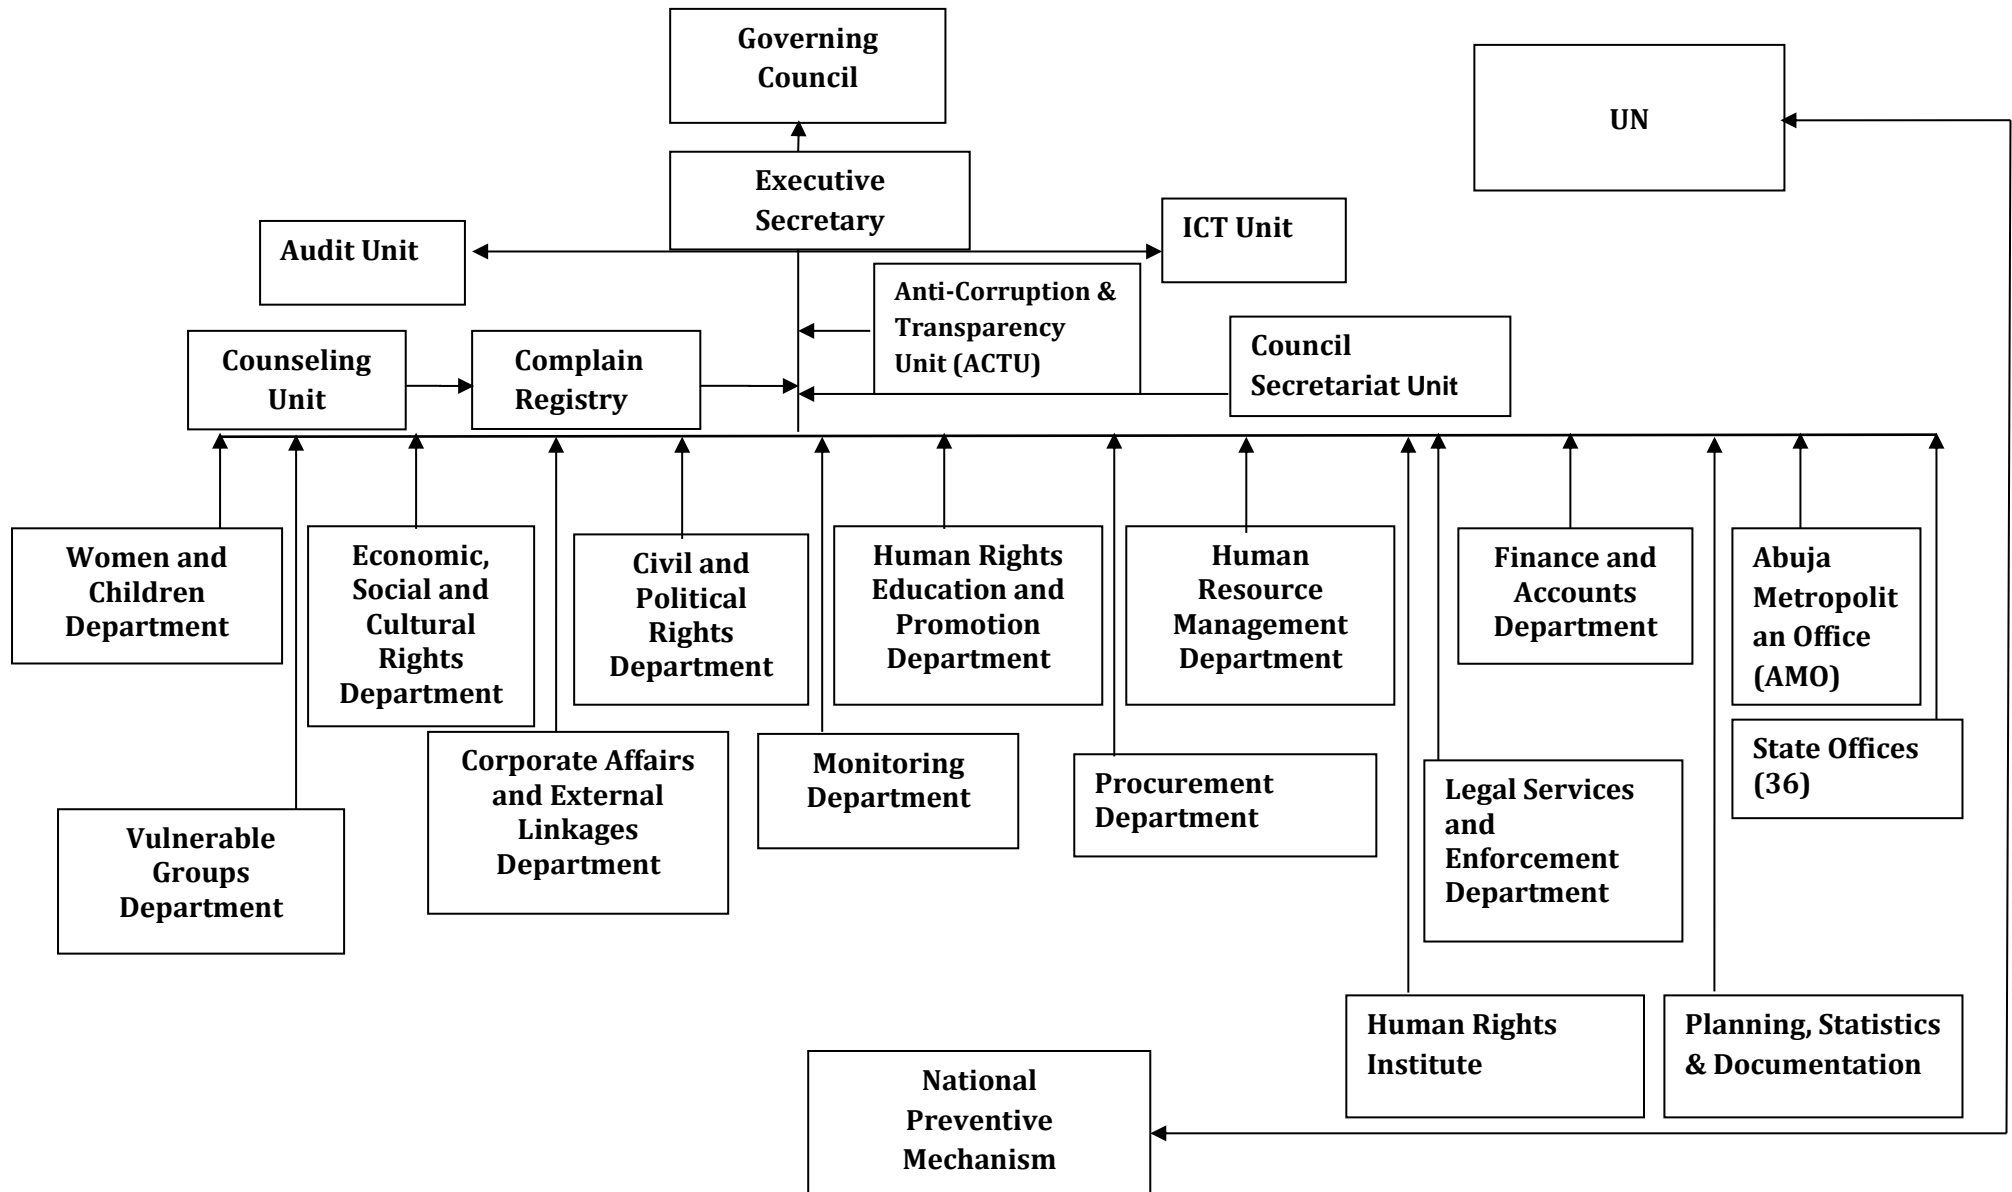 Governing
Council
UN
Executive
Secretary
Audit Unit
ICT Unit
Anti-Corruption &
Transparency
Unit (ACTU)
Counseling
Unit
Complain
Registry
Council
Secretariat Unit
Women and
Children
Department
Economic,
Social and
Cultural
Rights
Department
Civil and
Political
Rights
Department
Human Rights
Education and
Promotion
Department
Human
Resource
Management
Department
Finance and
Accounts
Department
Abuja
Metropolit
an Office
(AMO)
Vulnerable
Groups
Department
Corporate Affairs
and External
Linkages
Department
Monitoring
Department
Procurement
Department
Legal Services
and
Enforcement
Department
State Offices
(36)
Human Rights
Institute
Planning, Statistics
& Documentation
National
Preventive
Mechanism